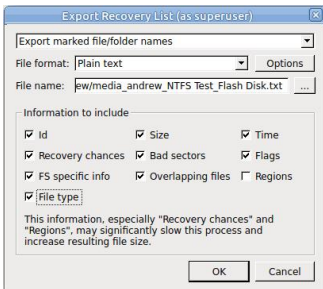 Export Recovery List (as superuser)
Export marked file/folder names
File format: Plain text Options
File name: ew/media_andrew_NTFS Test_Flash Disk.txt ...
Information to include
Id Size Time
Recovery chances Bad sectors Flags
FS specific info Overlapping files Regions
File type
This information, especially "Recovery chances" and
"Regions", may significantly slow this process and
increase resulting file size.
OK Cancel